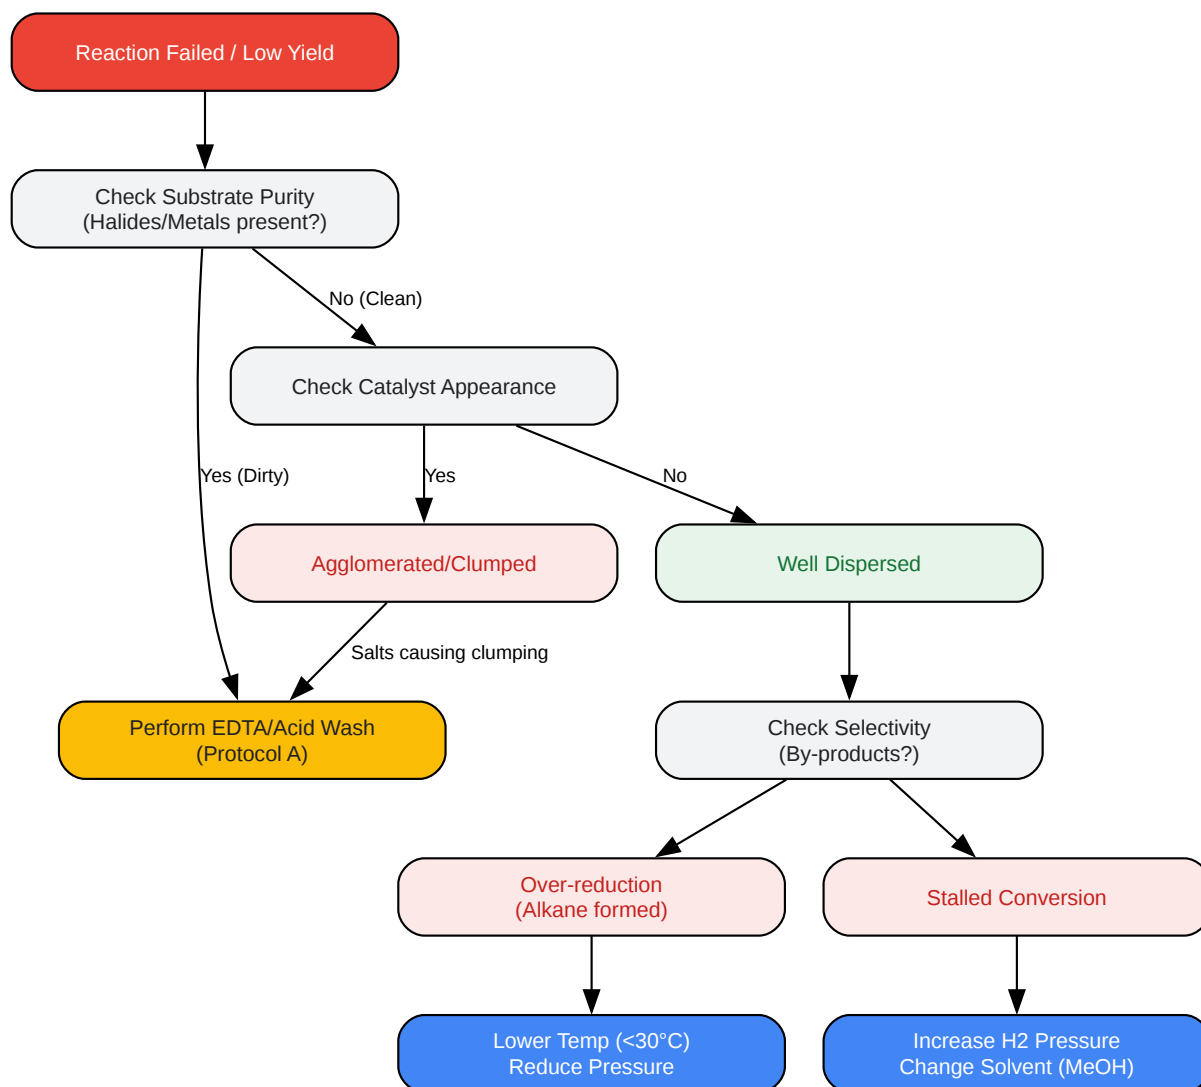 Reaction Failed / Low Yield
Check Substrate Purity
(Halides/Metals present?)
No (Clean)
Check Catalyst Appearance
Yes (Dirty)
Yes
No
Agglomerated/Clumped
Well Dispersed
Salts causing clumping
Perform EDTA/Acid Wash
(Protocol A)
Check Selectivity
(By-products?)
Over-reduction
(Alkane formed)
Stalled Conversion
Lower Temp (<30°C)
Reduce Pressure
Increase H2 Pressure
Change Solvent (MeOH)